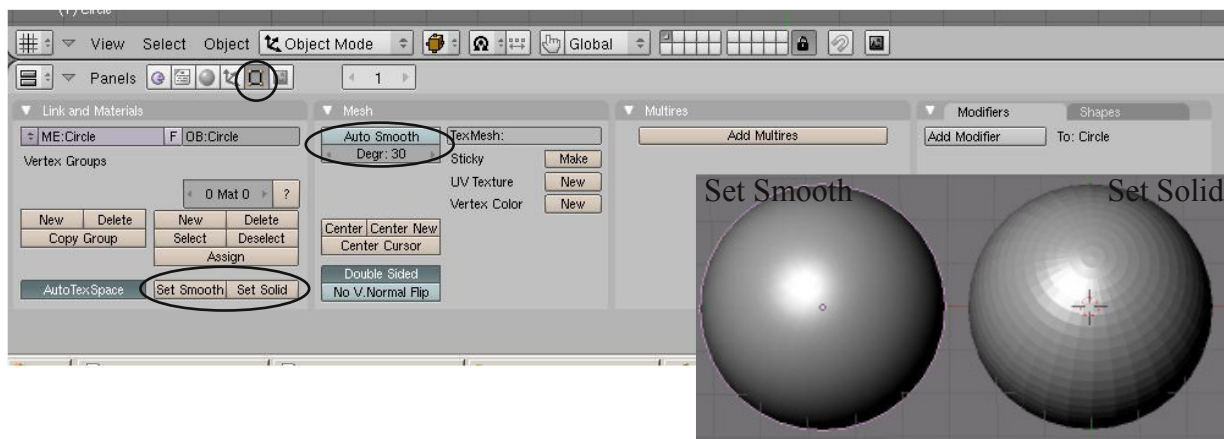 (1) Circle
View Select Object Object Mode Global
Panels 1
Link and Materials
ME:Circle F OB:Circle
Vertex Groups
0 Mat 0 ?
New Delete New Delete
Copy Group Select Deselect
Assign
AutoTexSpace Set Smooth Set Solid
Mesh
Auto Smooth TexMesh:
Degr: 30 Sticky Make
UV Texture New
Vertex Color New
Center Center New
Center Cursor
Double Sided
No V.Normal Flip
Multires
Add Multires
Modifiers Shapes
Add Modifier To: Circle
Set Smooth Set Solid